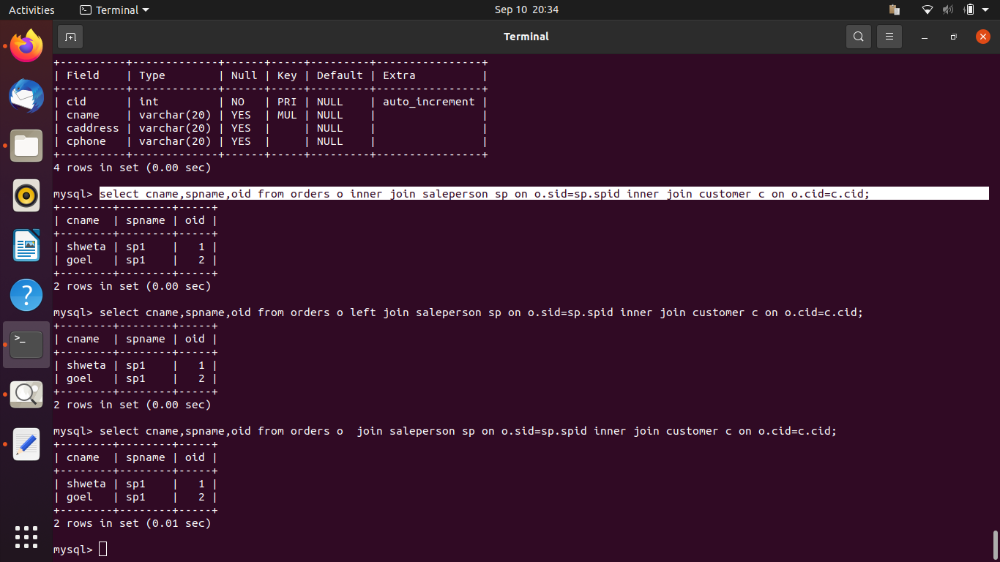 Activities Terminal Sep 10 20:34
Terminal
+----------+-------------+------+-----+---------+----------------+
| Field    | Type        | Null | Key | Default | Extra          |
+----------+-------------+------+-----+---------+----------------+
| cid      | int         | NO   | PRI | NULL    | auto_increment |
| cname    | varchar(20) | YES  | MUL | NULL    |                |
| caddress | varchar(20) | YES  |     | NULL    |                |
| cphone   | varchar(20) | YES  |     | NULL    |                |
+----------+-------------+------+-----+---------+----------------+
4 rows in set (0.00 sec)
mysql> select cname,spname,oid from orders o inner join saleperson sp on o.sid=sp.spid inner join customer c on o.cid=c.cid;
+--------+--------+-----+
| cname  | spname | oid |
+--------+--------+-----+
| shweta | sp1    |   1 |
| goel   | sp1    |   2 |
+--------+--------+-----+
2 rows in set (0.00 sec)
mysql> select cname,spname,oid from orders o left join saleperson sp on o.sid=sp.spid inner join customer c on o.cid=c.cid;
+--------+--------+-----+
| cname  | spname | oid |
+--------+--------+-----+
| shweta | sp1    |   1 |
| goel   | sp1    |   2 |
+--------+--------+-----+
2 rows in set (0.00 sec)
mysql> select cname,spname,oid from orders o  join saleperson sp on o.sid=sp.spid inner join customer c on o.cid=c.cid;
+--------+--------+-----+
| cname  | spname | oid |
+--------+--------+-----+
| shweta | sp1    |   1 |
| goel   | sp1    |   2 |
+--------+--------+-----+
2 rows in set (0.01 sec)
mysql>